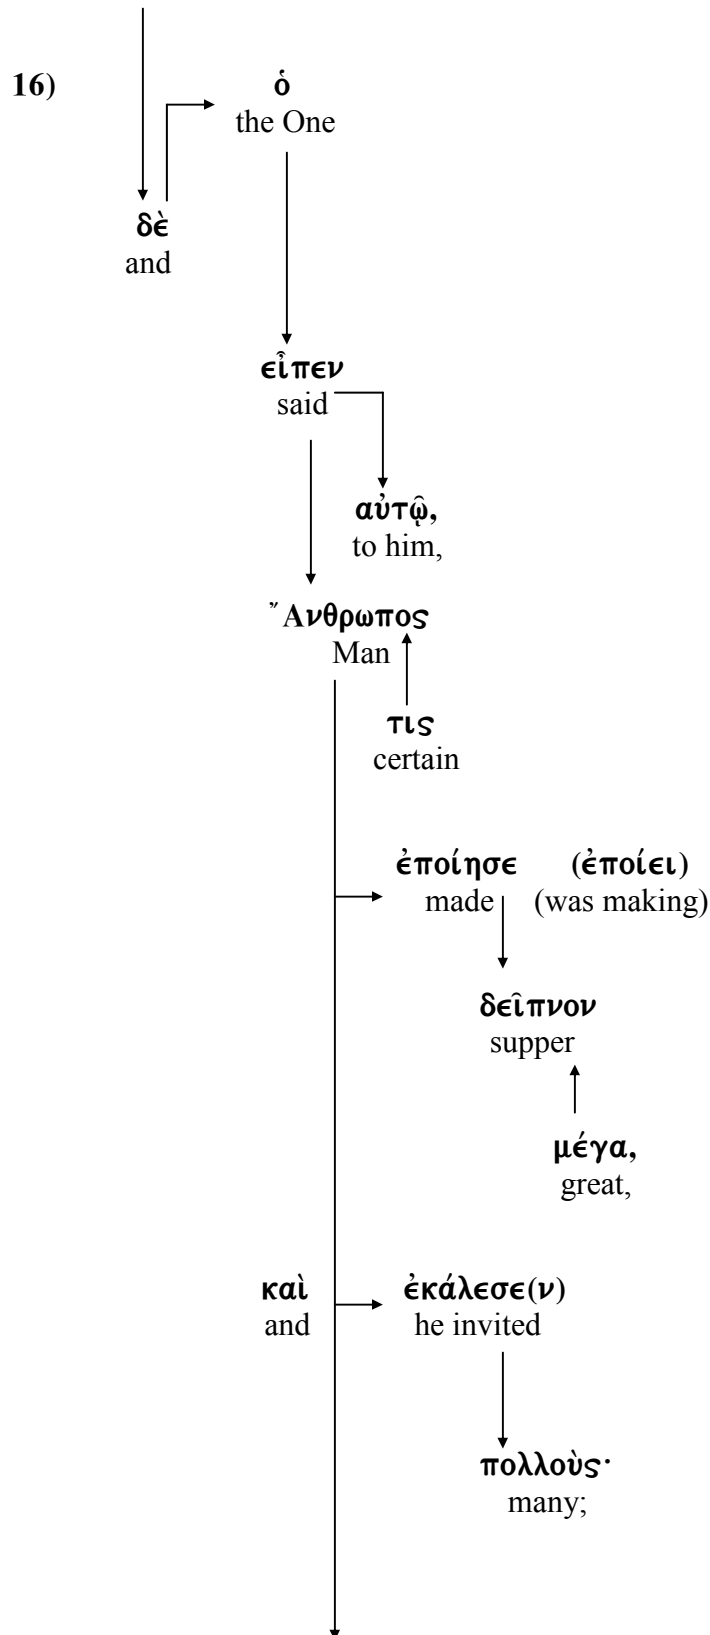 16)
ὁ
the One
δὲ
and
εἶπεν
said
αὐτῷ,
to him,
῎Ανθρωπος
Man
τις
certain
ἐποίησε (ἐποίει)
made (was making)
δεῖπνον
supper
μέγα,
great,
καὶ ἐκάλεσε(ν)
and he invited
πολλοὺς·
many;